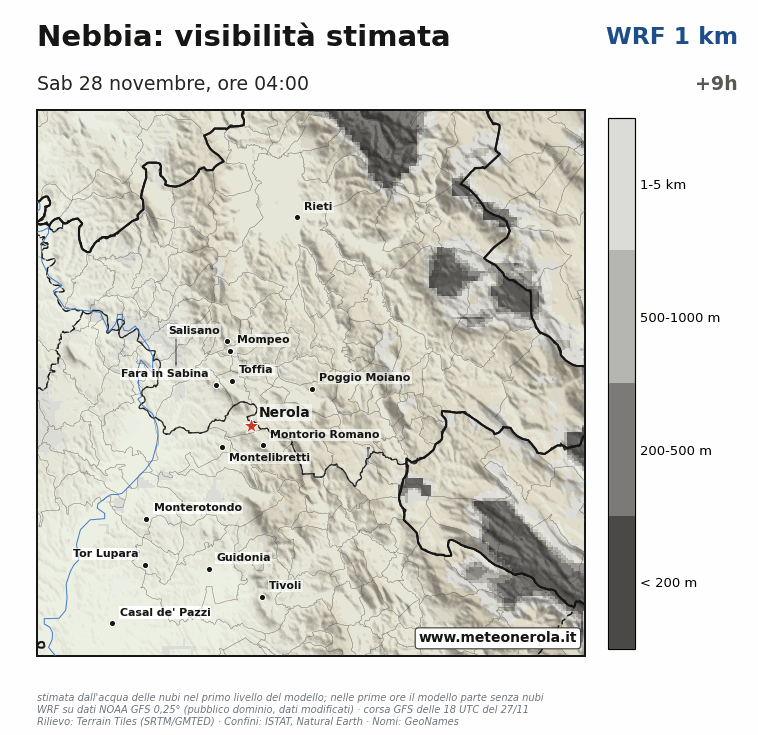 Nebbia: visibilità stimata
WRF 1 km
Sab 28 novembre, ore 04:00
+9h
Rieti
Salisano
Mompeo
Fara in Sabina
Toffia
Poggio Moiano
Nerola
Montorio Romano
Montelibretti
Monterotondo
Tor Lupara
Guidonia
Tivoli
Casal de' Pazzi
www.meteonerola.it
1-5 km
500-1000 m
200-500 m
< 200 m
stimata dall'acqua delle nubi nel primo livello del modello; nelle prime ore il modello parte senza nubi
WRF su dati NOAA GFS 0,25° (pubblico dominio, dati modificati) · corsa GFS delle 18 UTC del 27/11
Rilievo: Terrain Tiles (SRTM/GMTED) · Confini: ISTAT, Natural Earth · Nomi: GeoNames